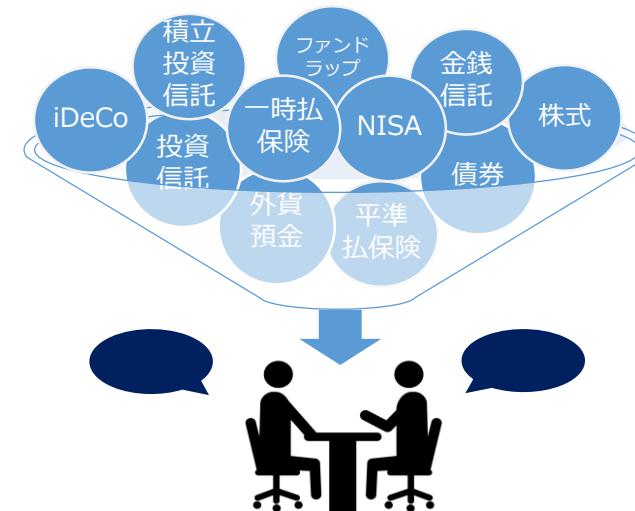 積立
投資
信託
ファンド
ラップ
金銭
信託
iDeCo
一時払
保険
NISA
株式
投資
信託
債券
外貨
預金
平準
払保険